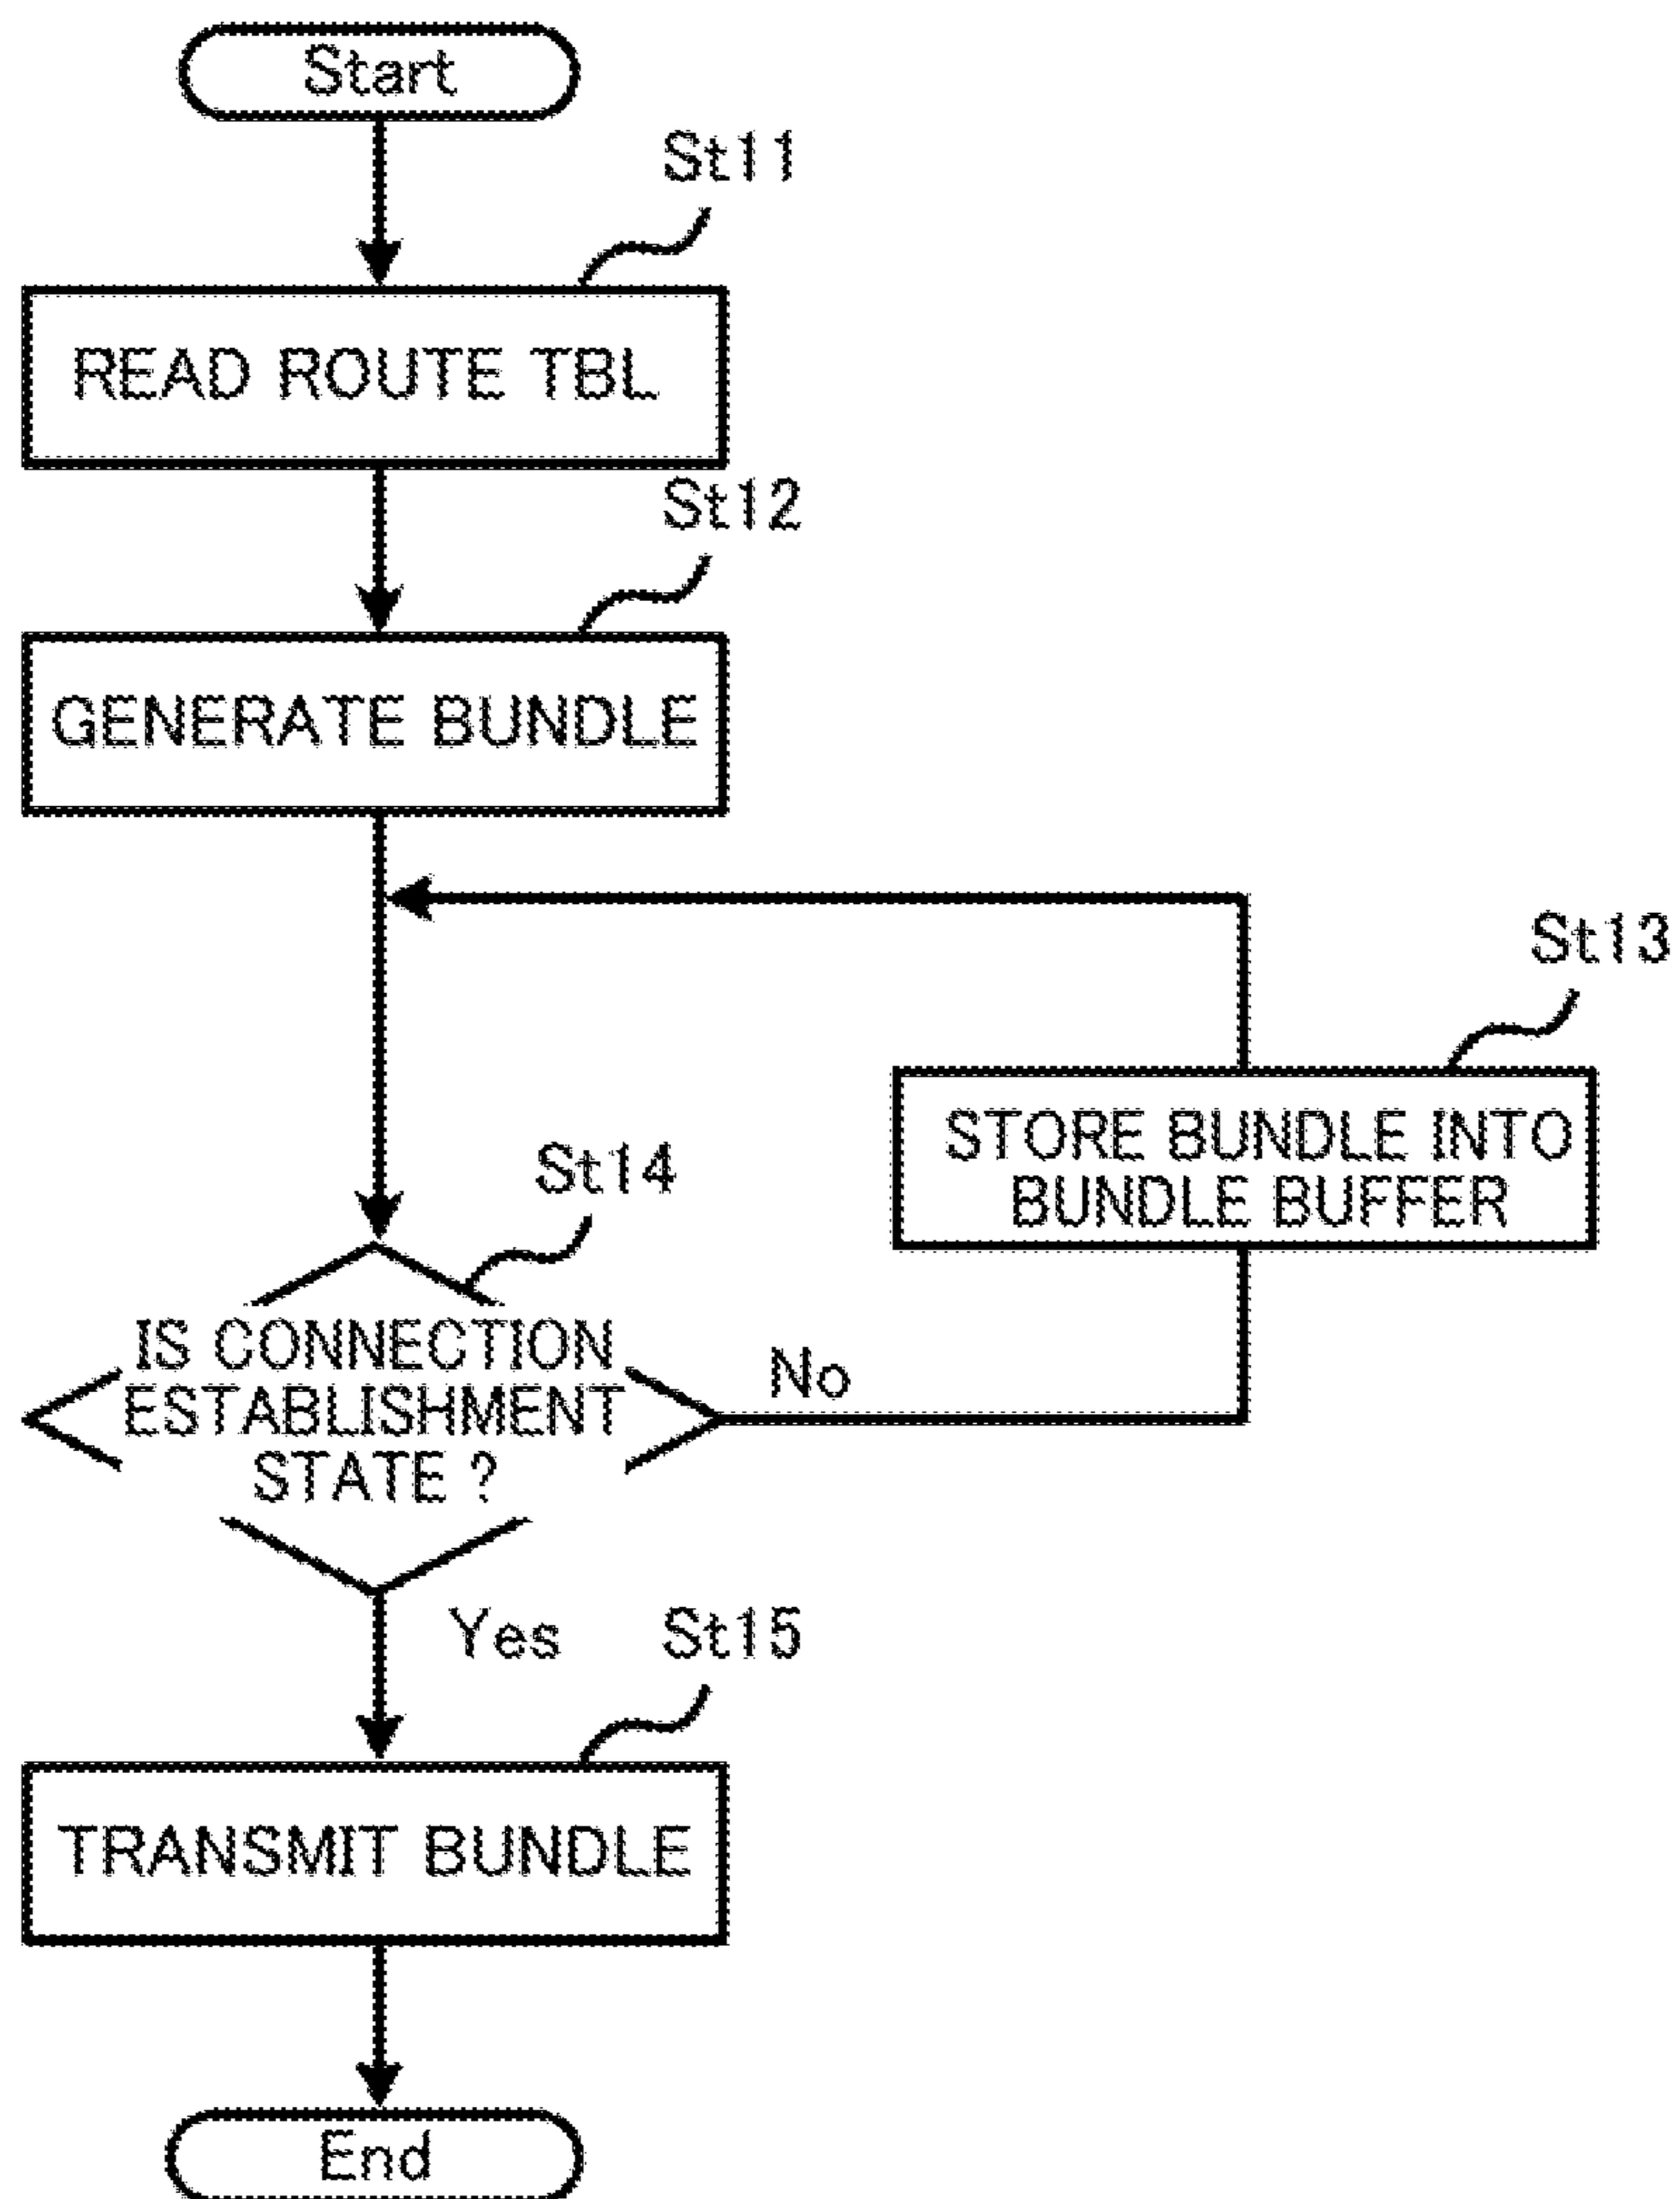 Start
St11
READ ROUTE TBL
St12
GENERATE BUNDLE
St13
STORE BUNDLE INTO
BUNDLE BUFFER
St14
IS CONNECTION
ESTABLISHMENT
STATE ?
No
Yes
St15
TRANSMIT BUNDLE
End